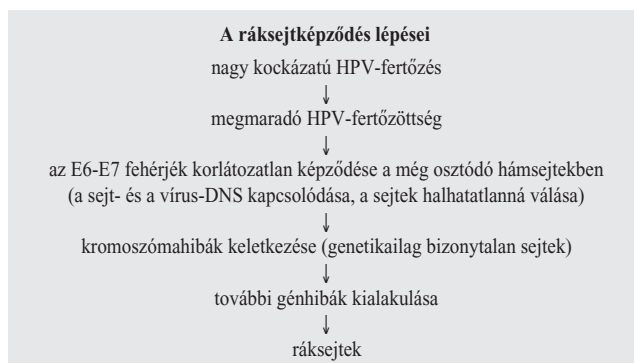 A ráksejtképződés lépései
nagy kockázatú HPV-fertőzés
↓
megmaradó HPV-fertőzöttség
↓
az E6-E7 fehérjék korlátozatlan képződése a még osztódó hámsejtekben
(a sejt- és a vírus-DNS kapcsolódása, a sejtek halhatatlanná válása)
↓
kromoszómahibák keletkezése (genetikailag bizonytalan sejtek)
↓
további génhibák kialakulása
↓
ráksejtek